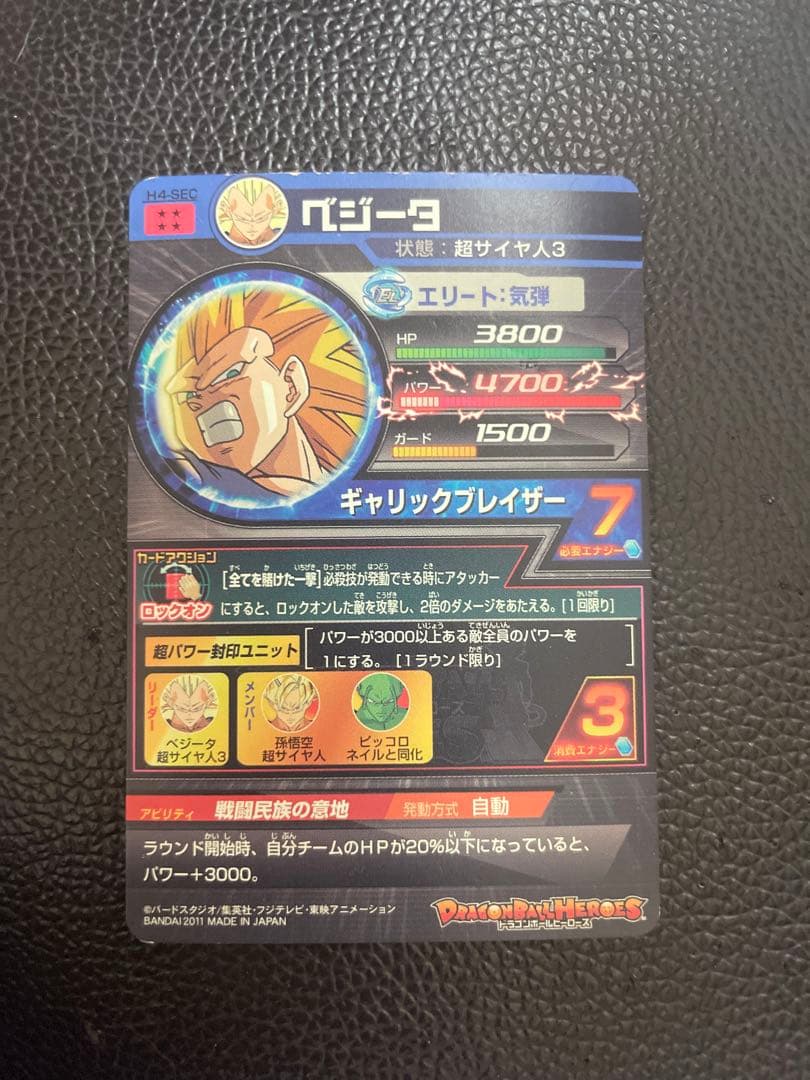 H4-SEC
ベジータ
状態：超サイヤ人3
EL エリート：気弾
HP 3800
パワー 4700
ガード 1500
ギャリックブレイザー 7
必要エナジー
カードアクション
ロックオン
[全てを賭けた一撃]必殺技が発動できる時にアタッカー
にすると、ロックオンした敵を攻撃し、2倍のダメージをあたえる。[1回限り]
超パワー封印ユニット
パワーが3000以上ある敵全員のパワーを
1にする。 [1ラウンド限り]
リーダー
ベジータ
超サイヤ人3
メンバー
孫悟空
超サイヤ人
ピッコロ
ネイルと同化
3
消費エナジー
アビリティ 戦闘民族の意地 発動方式 自動
ラウンド開始時、自分チームのHPが20%以下になっていると、
パワー+3000。
©バードスタジオ/集英社・フジテレビ・東映アニメーション
BANDAI 2011 MADE IN JAPAN
DRAGONBALL HEROES
ドラゴンボールヒーローズ